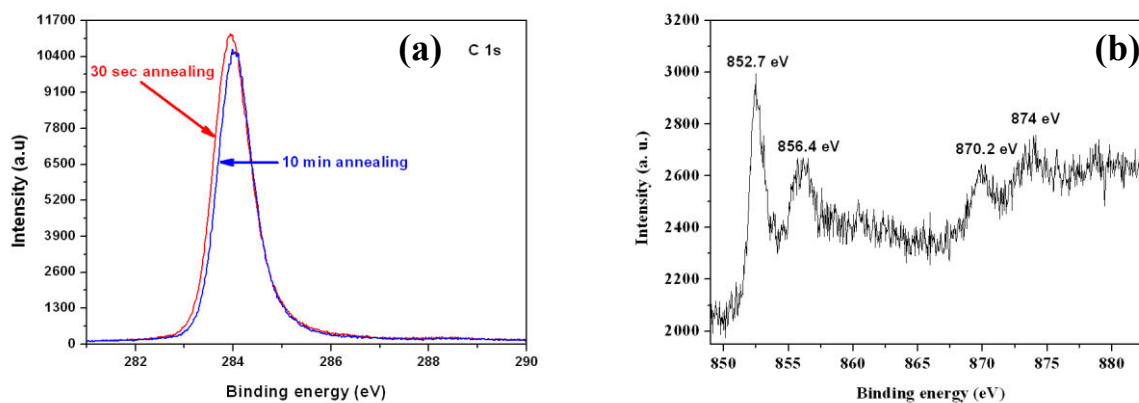 (a)
C 1s
30 sec annealing
10 min annealing
Intensity (a.u)
11700
10400
9100
7800
6500
5200
3900
2600
1300
0
282 284 286 288 290
Binding energy (eV)
(b)
852.7 eV
856.4 eV
870.2 eV
874 eV
Intensity (a. u.)
3200
3000
2800
2600
2400
2200
2000
850 855 860 865 870 875 880
Binding energy (eV)